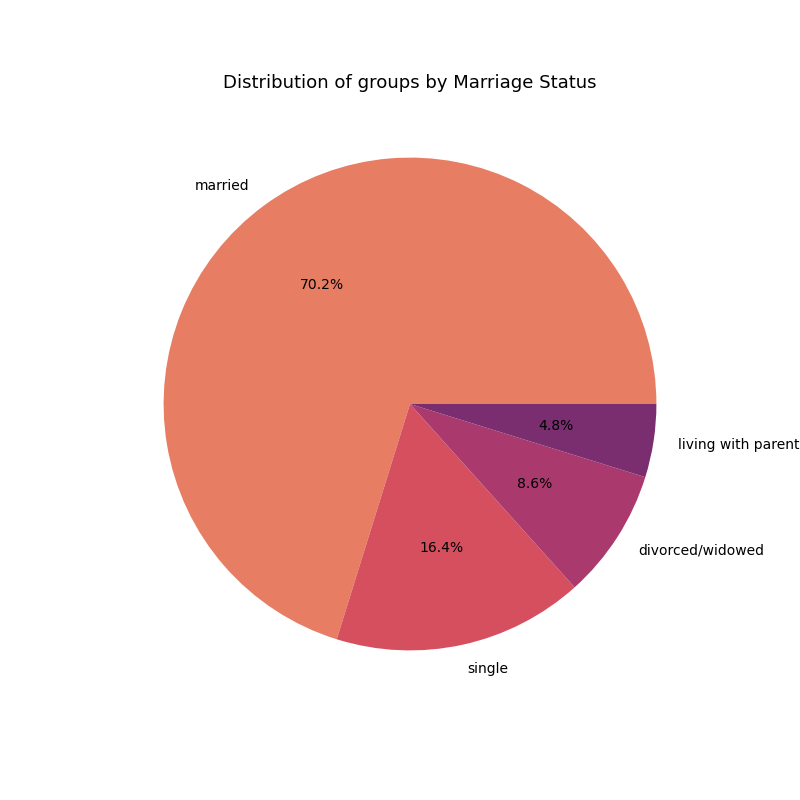 Distribution of groups by Marriage Status
married
70.2%
4.8%
living with parent
8.6%
16.4%
divorced/widowed
single